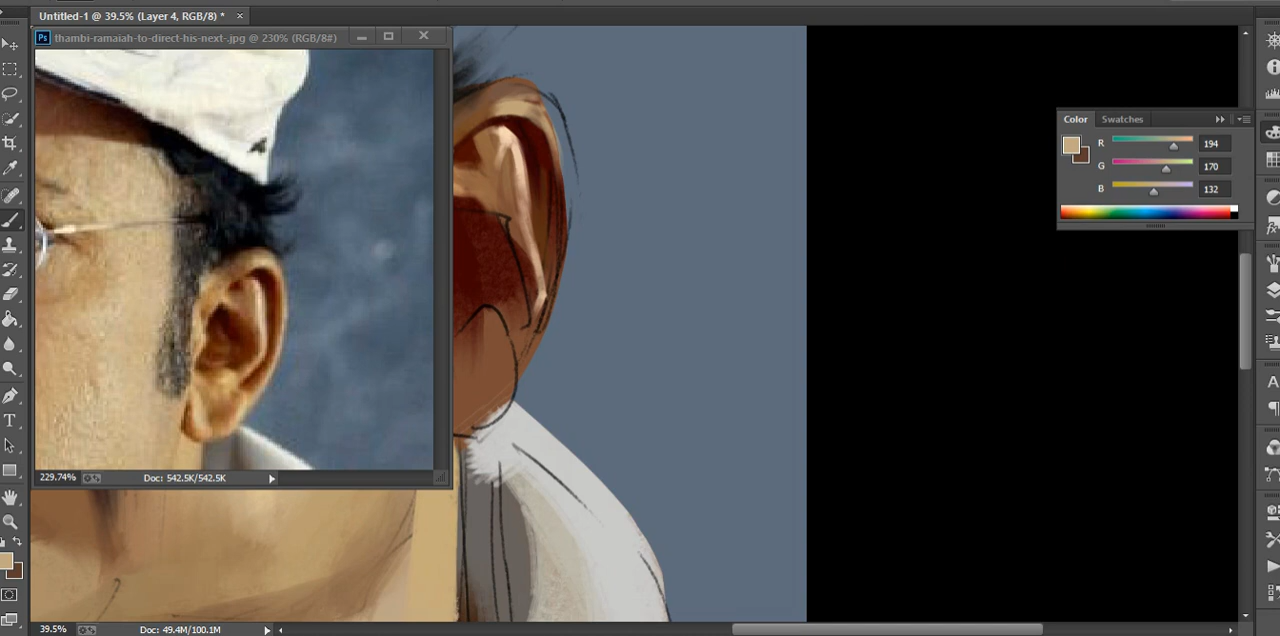 Untitled-1 @ 39.5% (Layer 4, RGB/8) * ×
Ps thambi-ramaiah-to-direct-his-next-.jpg @ 230% (RGB/8#)
Color Swatches
R 194
G 170
B 132
229.74% Doc: 542.5K/542.5K
39.5% Doc: 49.4M/100.1M